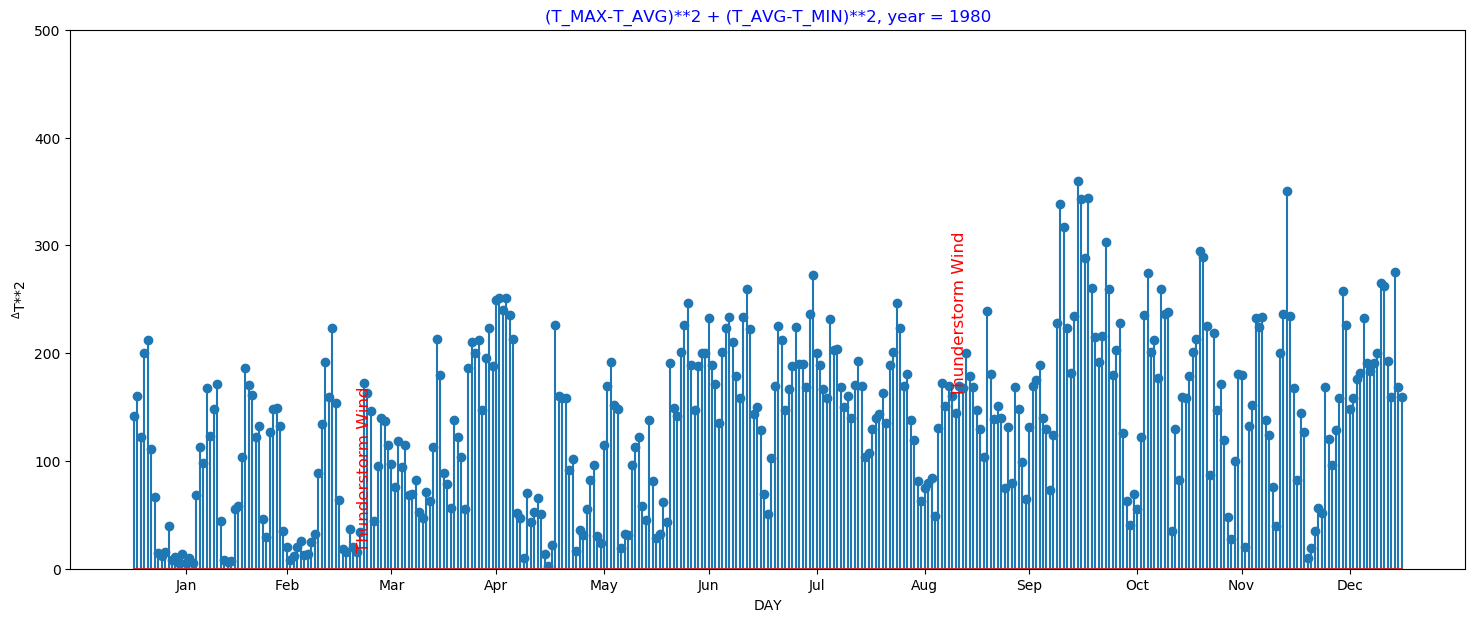 (T_MAX-T_AVG)**2 + (T_AVG-T_MIN)**2, year = 1980
500
400
300
200
100
0
ΔT**2
Thunderstorm Wind
Thunderstorm Wind
Jan Feb Mar Apr May Jun Jul Aug Sep Oct Nov Dec
DAY